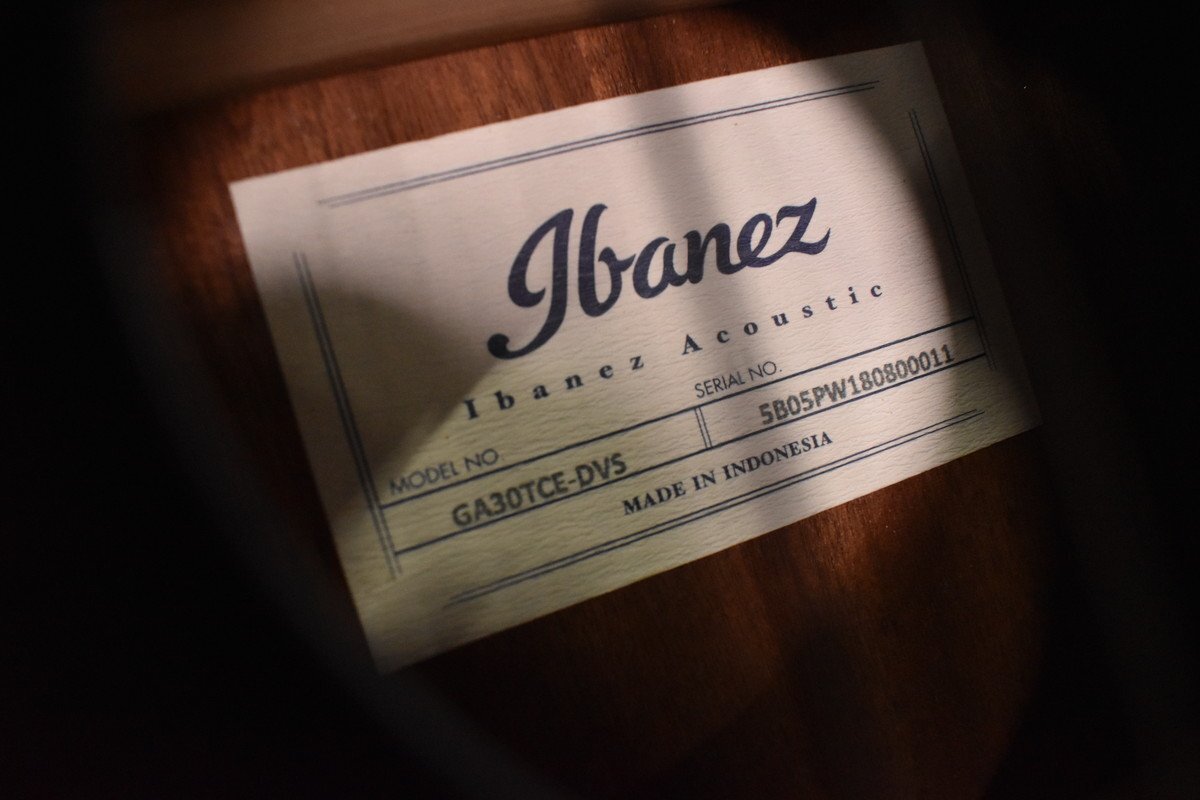 Ibanez
Ibanez Acoustic
MODEL NO.
SERIAL NO.
GA30TCE-DVS
5B05PW180800011
MADE IN INDONESIA